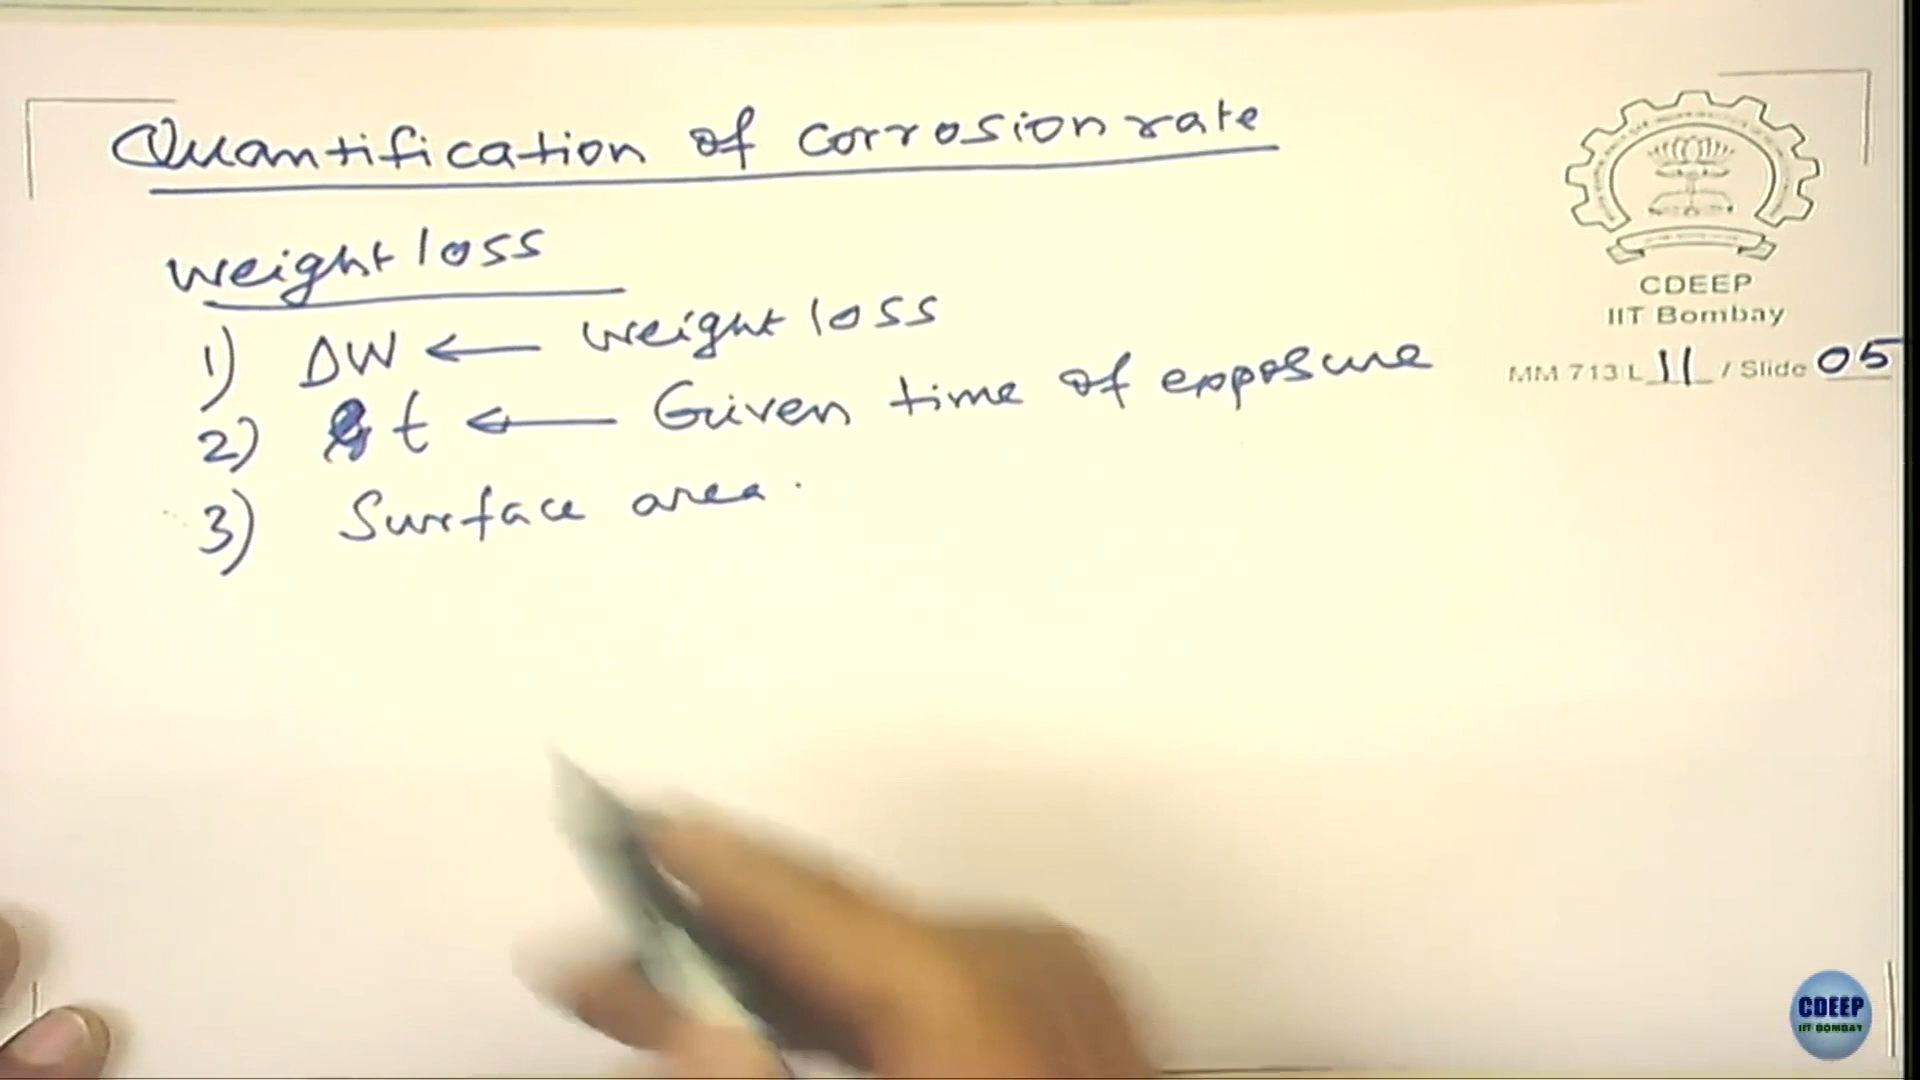 Quantification of corrosion rate
weight loss
1) ΔW ← weight loss
2) t ← Given time of exposure
3) Surface area.
CDEEP
IIT Bombay
MM 713 L 11 / Slide 05
CDEEP
IIT BOMBAY